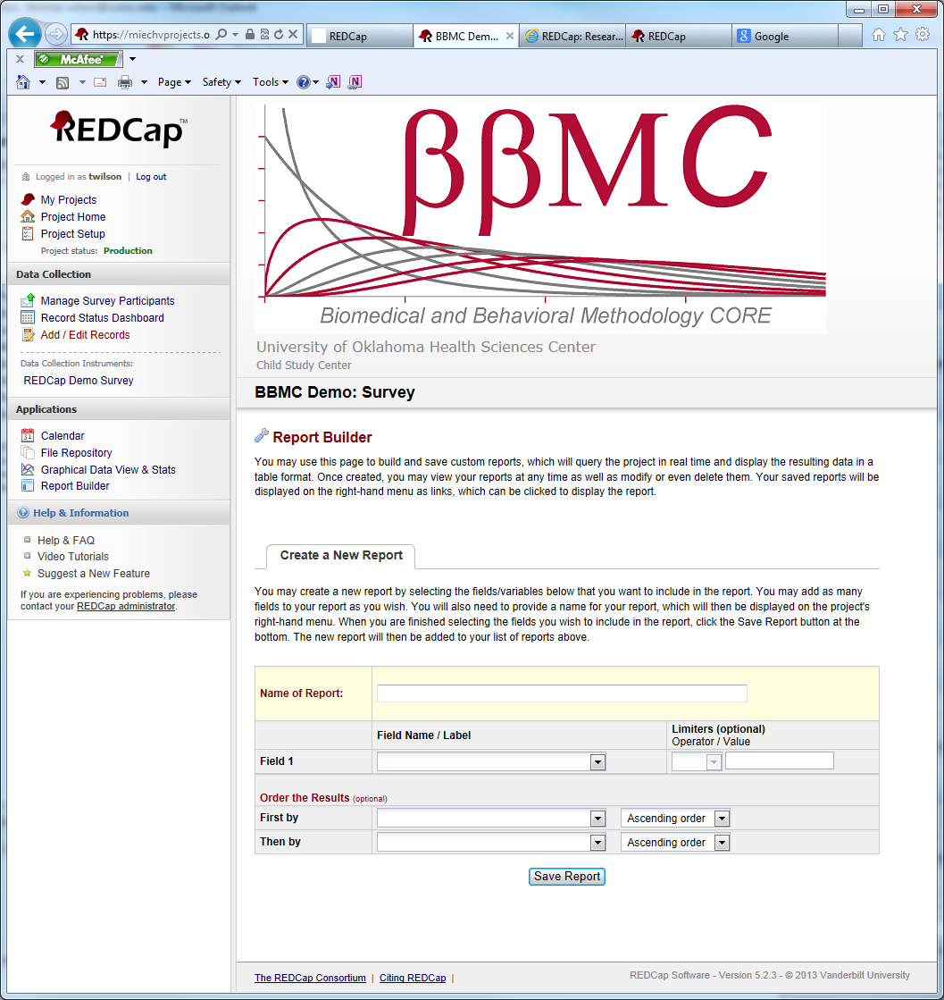 https://miechvprojects.o
REDCap
BBMC Dem...
REDCap: Resear...
REDCap
Google
McAfee
Page
Safety
Tools
REDCap™
Logged in as twilson | Log out
My Projects
Project Home
Project Setup
Project status: Production
Data Collection
Manage Survey Participants
Record Status Dashboard
Add / Edit Records
Data Collection Instruments:
REDCap Demo Survey
Applications
Calendar
File Repository
Graphical Data View & Stats
Report Builder
Help & Information
Help & FAQ
Video Tutorials
Suggest a New Feature
If you are experiencing problems, please
contact your REDCap administrator.
ββMC
Biomedical and Behavioral Methodology CORE
University of Oklahoma Health Sciences Center
Child Study Center
BBMC Demo: Survey
Report Builder
You may use this page to build and save custom reports, which will query the project in real time and display the resulting data in a
table format. Once created, you may view your reports at any time as well as modify or even delete them. Your saved reports will be
displayed on the right-hand menu as links, which can be clicked to display the report.
Create a New Report
You may create a new report by selecting the fields/variables below that you want to include in the report. You may add as many
fields to your report as you wish. You will also need to provide a name for your report, which will then be displayed on the project's
right-hand menu. When you are finished selecting the fields you wish to include in the report, click the Save Report button at the
bottom. The new report will then be added to your list of reports above.
Name of Report:
Field Name / Label
Limiters (optional)
Operator / Value
Field 1
Order the Results (optional)
First by
Ascending order
Then by
Ascending order
Save Report
The REDCap Consortium | Citing REDCap |
REDCap Software - Version 5.2.3 - © 2013 Vanderbilt University